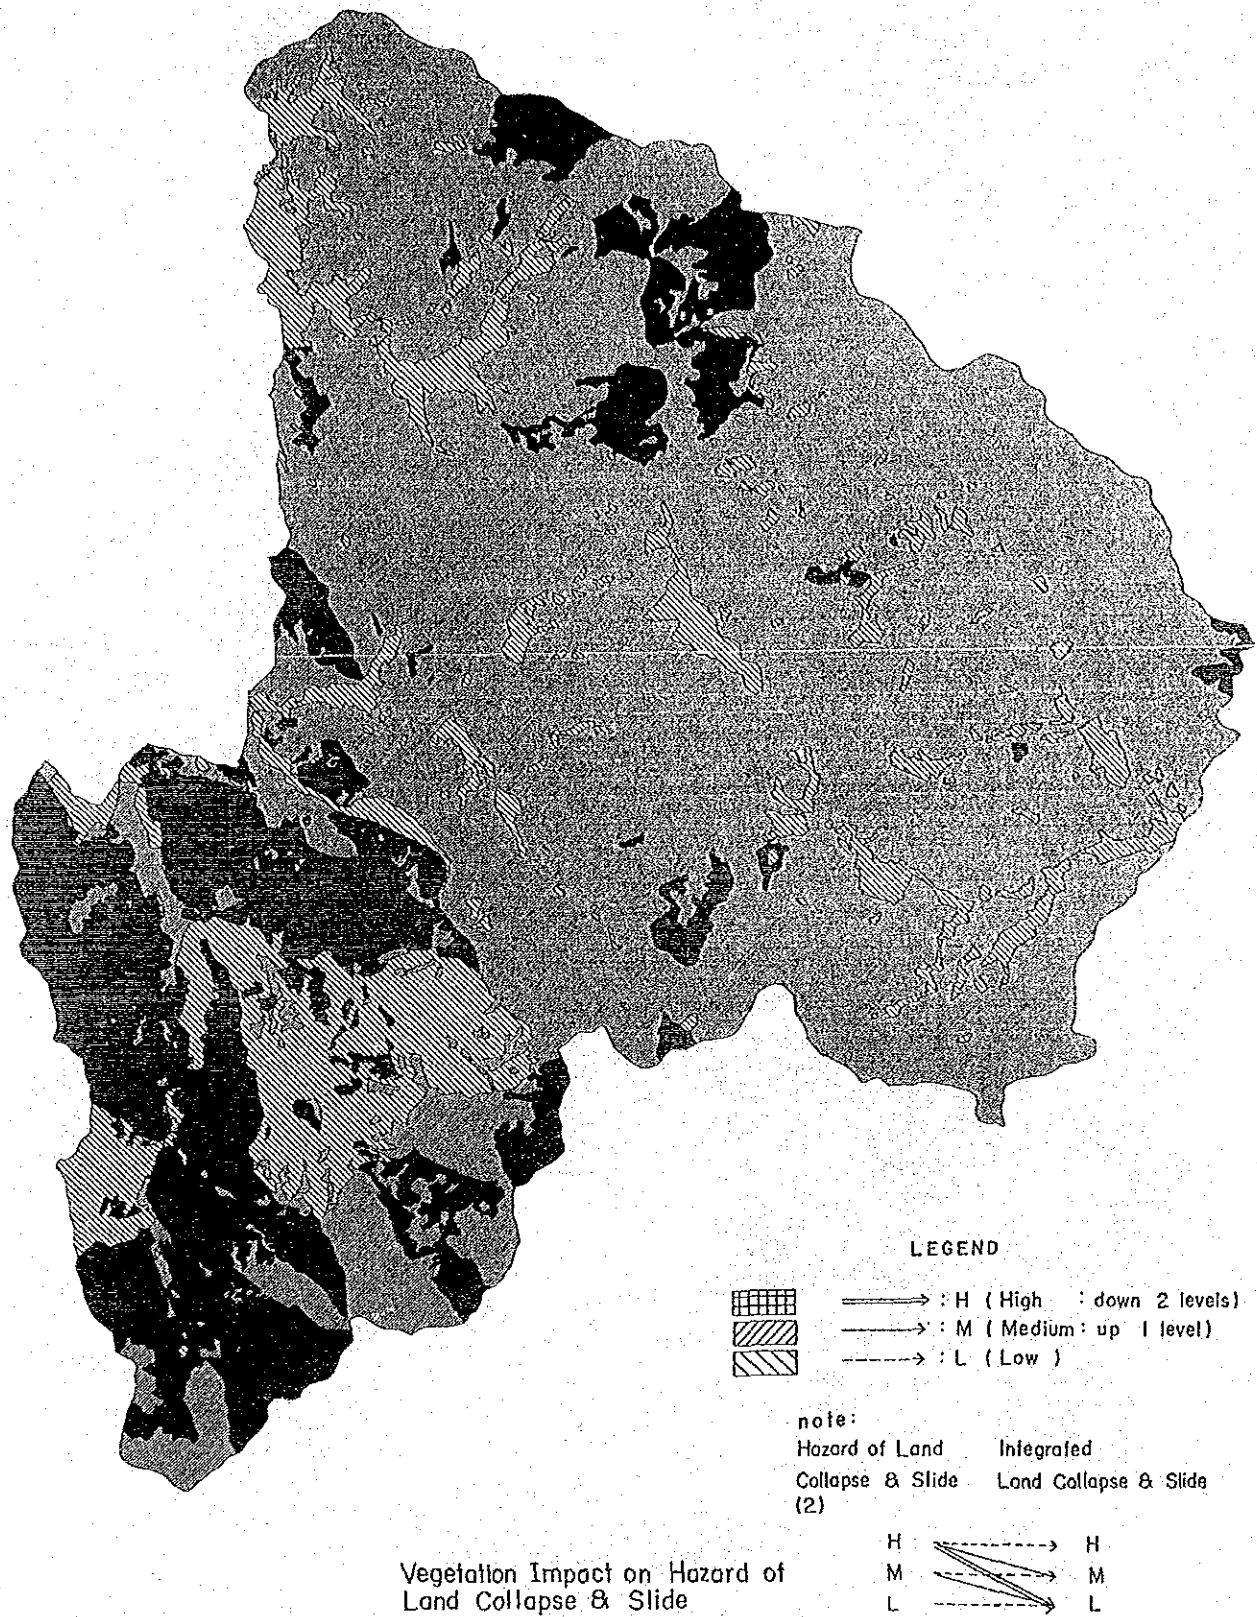 LEGEND
: H ( High : down 2 levels)
: M ( Medium : up 1 level)
: L ( Low )
note:
Hazard of Land Integrated
Collapse & Slide Land Collapse & Slide
(2)
H H
M M
L L
Vegetation Impact on Hazard of
Land Collapse & Slide